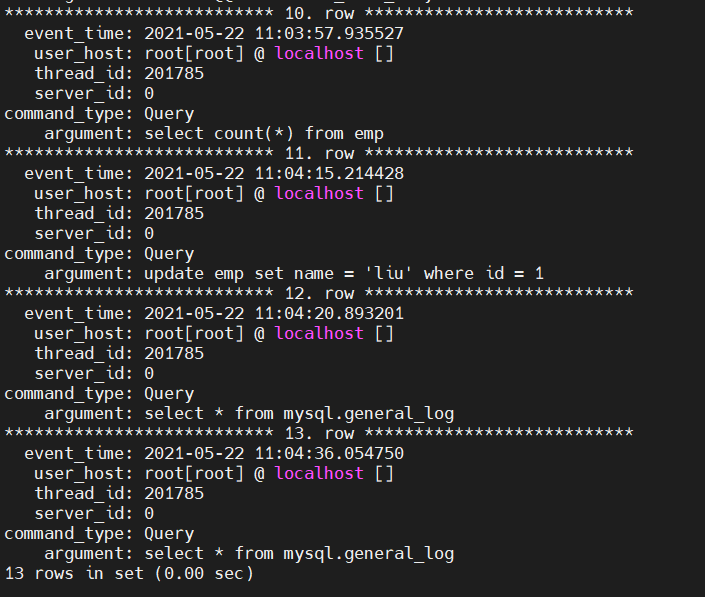 *************************** 10. row ***************************
  event_time: 2021-05-22 11:03:57.935527
   user_host: root[root] @ localhost []
   thread_id: 201785
   server_id: 0
command_type: Query
    argument: select count(*) from emp
*************************** 11. row ***************************
  event_time: 2021-05-22 11:04:15.214428
   user_host: root[root] @ localhost []
   thread_id: 201785
   server_id: 0
command_type: Query
    argument: update emp set name = 'liu' where id = 1
*************************** 12. row ***************************
  event_time: 2021-05-22 11:04:20.893201
   user_host: root[root] @ localhost []
   thread_id: 201785
   server_id: 0
command_type: Query
    argument: select * from mysql.general_log
*************************** 13. row ***************************
  event_time: 2021-05-22 11:04:36.054750
   user_host: root[root] @ localhost []
   thread_id: 201785
   server_id: 0
command_type: Query
    argument: select * from mysql.general_log
13 rows in set (0.00 sec)